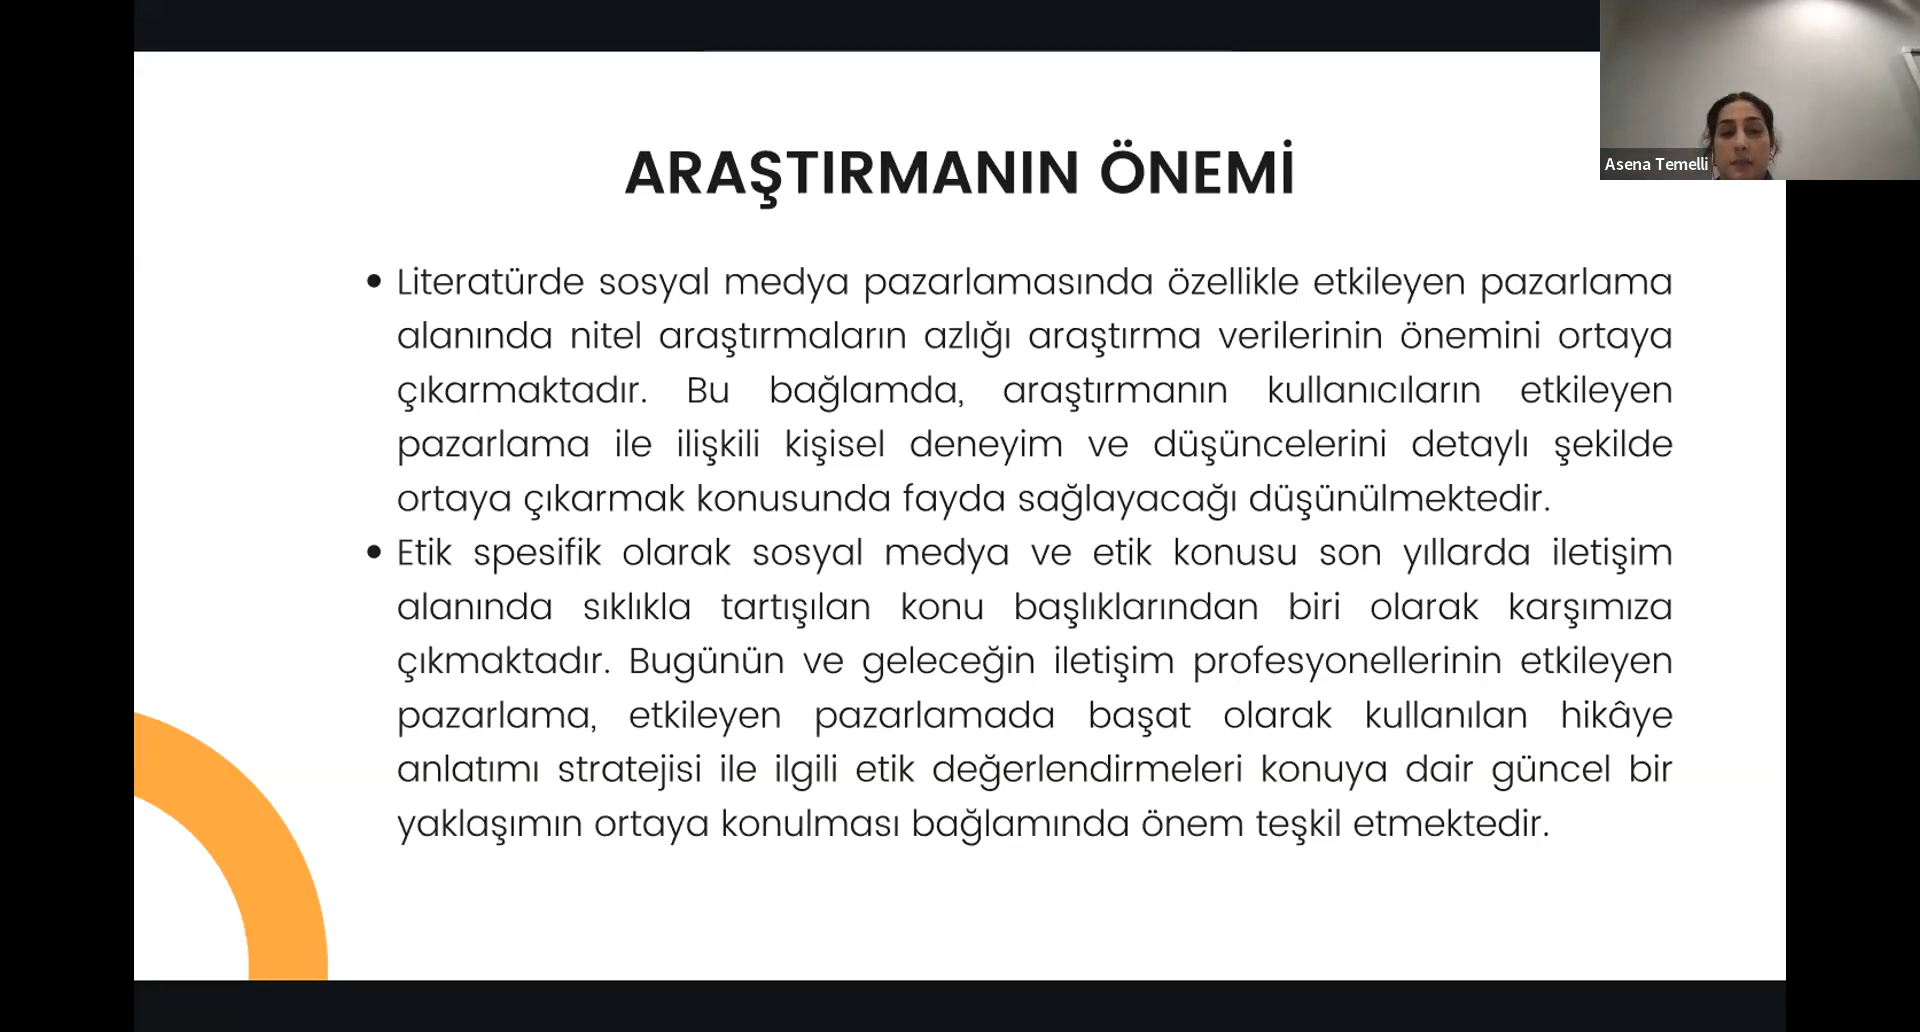 ARAŞTIRMANIN ÖNEMİ
Asena Temelli
• Literatürde sosyal medya pazarlamasında özellikle etkileyen pazarlama
alanında nitel araştırmaların azlığı araştırma verilerinin önemini ortaya
çıkarmaktadır. Bu bağlamda, araştırmanın kullanıcıların etkileyen
pazarlama ile ilişkili kişisel deneyim ve düşüncelerini detaylı şekilde
ortaya çıkarmak konusunda fayda sağlayacağı düşünülmektedir.
• Etik spesifik olarak sosyal medya ve etik konusu son yıllarda iletişim
alanında sıklıkla tartışılan konu başlıklarından biri olarak karşımıza
çıkmaktadır. Bugünün ve geleceğin iletişim profesyonellerinin etkileyen
pazarlama, etkileyen pazarlamada başat olarak kullanılan hikâye
anlatımı stratejisi ile ilgili etik değerlendirmeleri konuya dair güncel bir
yaklaşımın ortaya konulması bağlamında önem teşkil etmektedir.